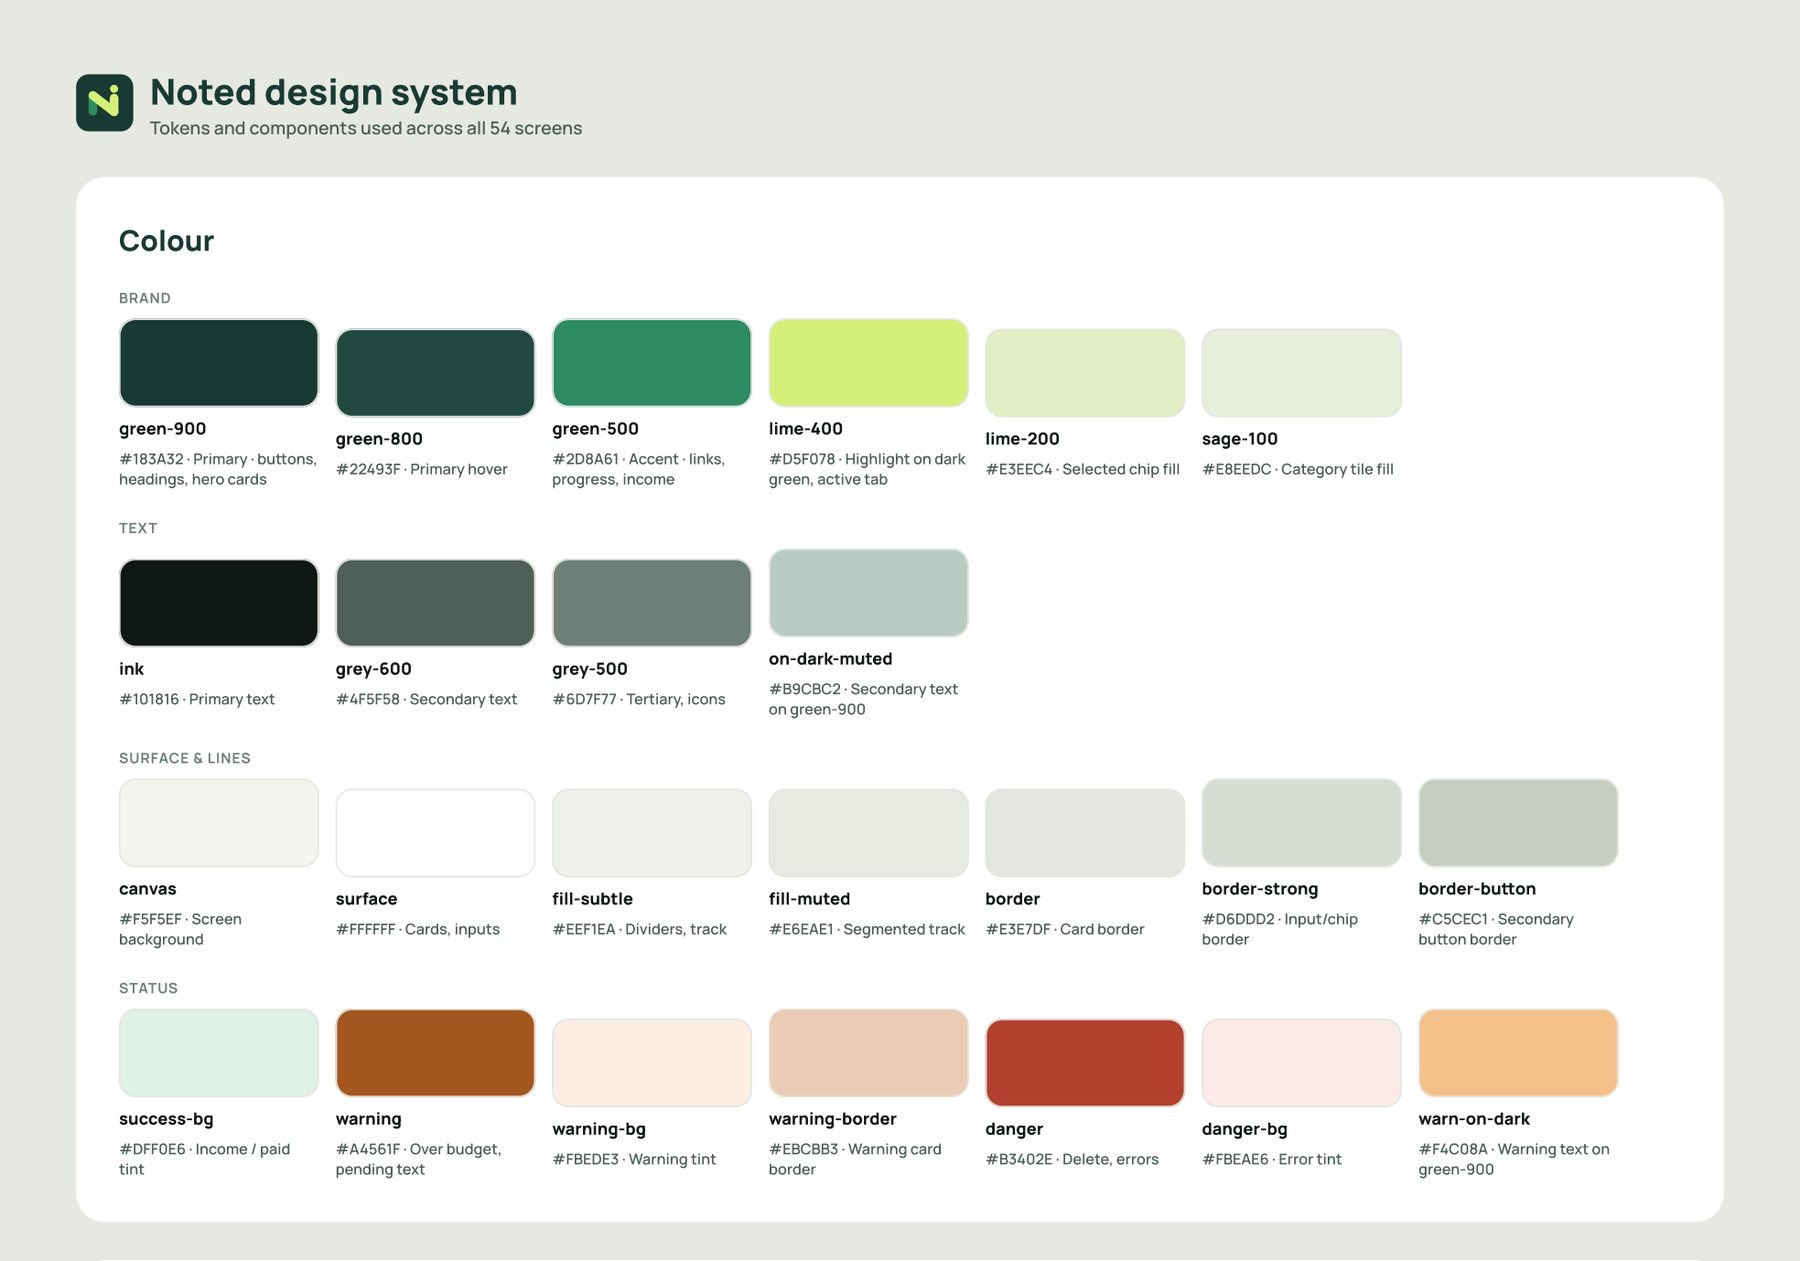 Noted design system
Tokens and components used across all 54 screens
Colour
BRAND
green-900
#183A32 · Primary · buttons,
headings, hero cards
green-800
#22493F · Primary hover
green-500
#2D8A61 · Accent · links,
progress, income
lime-400
#D5F078 · Highlight on dark
green, active tab
lime-200
#E3EEC4 · Selected chip fill
sage-100
#E8EEDC · Category tile fill
TEXT
ink
#101816 · Primary text
grey-600
#4F5F58 · Secondary text
grey-500
#6D7F77 · Tertiary, icons
on-dark-muted
#B9CBC2 · Secondary text
on green-900
SURFACE & LINES
canvas
#F5F5EF · Screen
background
surface
#FFFFFF · Cards, inputs
fill-subtle
#EEF1EA · Dividers, track
fill-muted
#E6EAE1 · Segmented track
border
#E3E7DF · Card border
border-strong
#D6DDD2 · Input/chip
border
border-button
#C5CEC1 · Secondary
button border
STATUS
success-bg
#DFF0E6 · Income / paid
tint
warning
#A4561F · Over budget,
pending text
warning-bg
#FBEDE3 · Warning tint
warning-border
#EBCBB3 · Warning card
border
danger
#B3402E · Delete, errors
danger-bg
#FBEAE6 · Error tint
warn-on-dark
#F4C08A · Warning text on
green-900